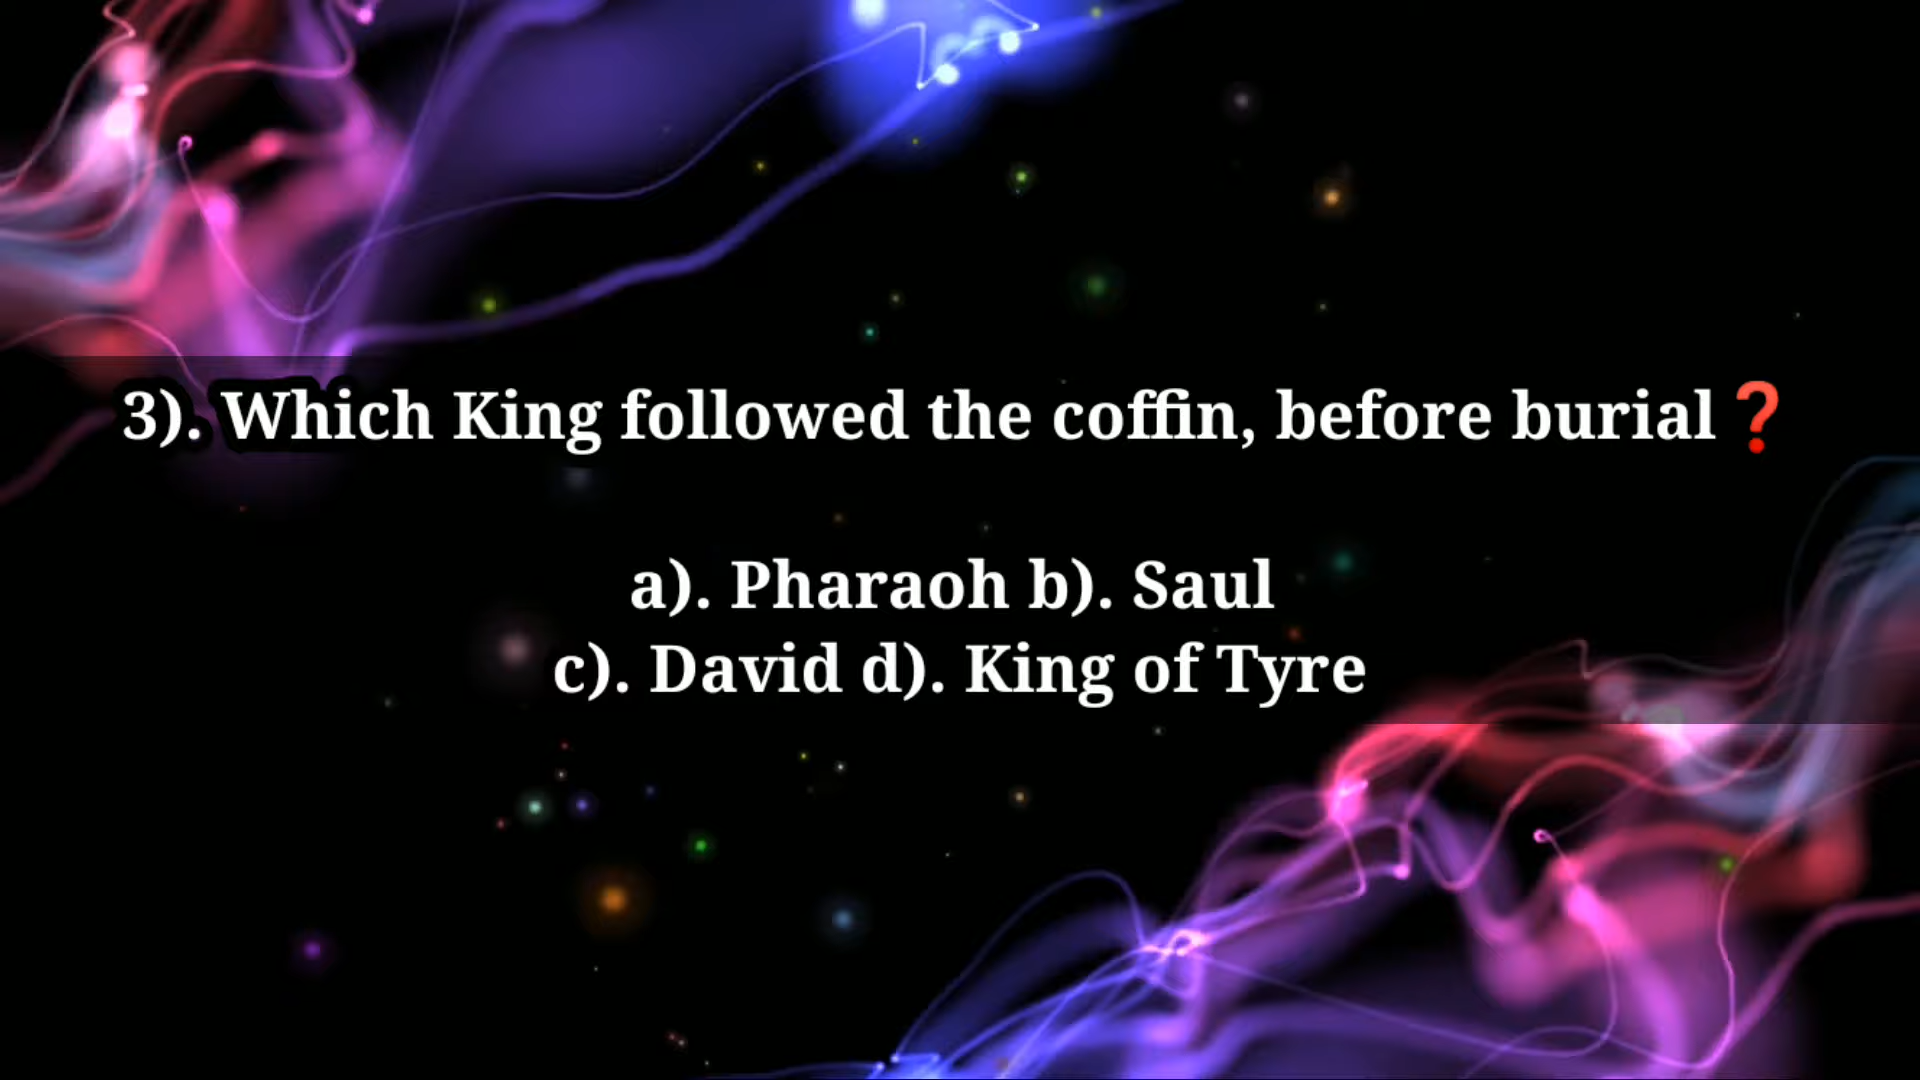 3). Which King followed the coffin, before burial❓
a). Pharaoh b). Saul
c). David d). King of Tyre